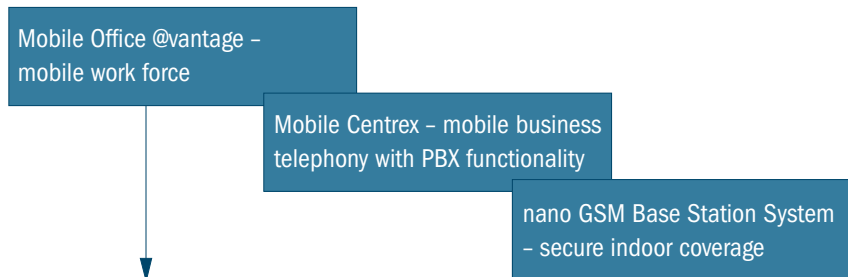 Mobile Office @vantage –
mobile work force
Mobile Centrex – mobile business
telephony with PBX functionality
nano GSM Base Station System
– secure indoor coverage